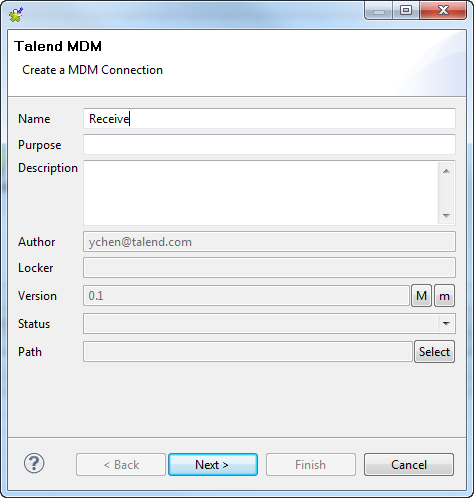 Talend MDM
Create a MDM Connection
Name Receive
Purpose
Description
Author ychen@talend.com
Locker
Version 0.1 M m
Status
Path Select
? < Back Next > Finish Cancel